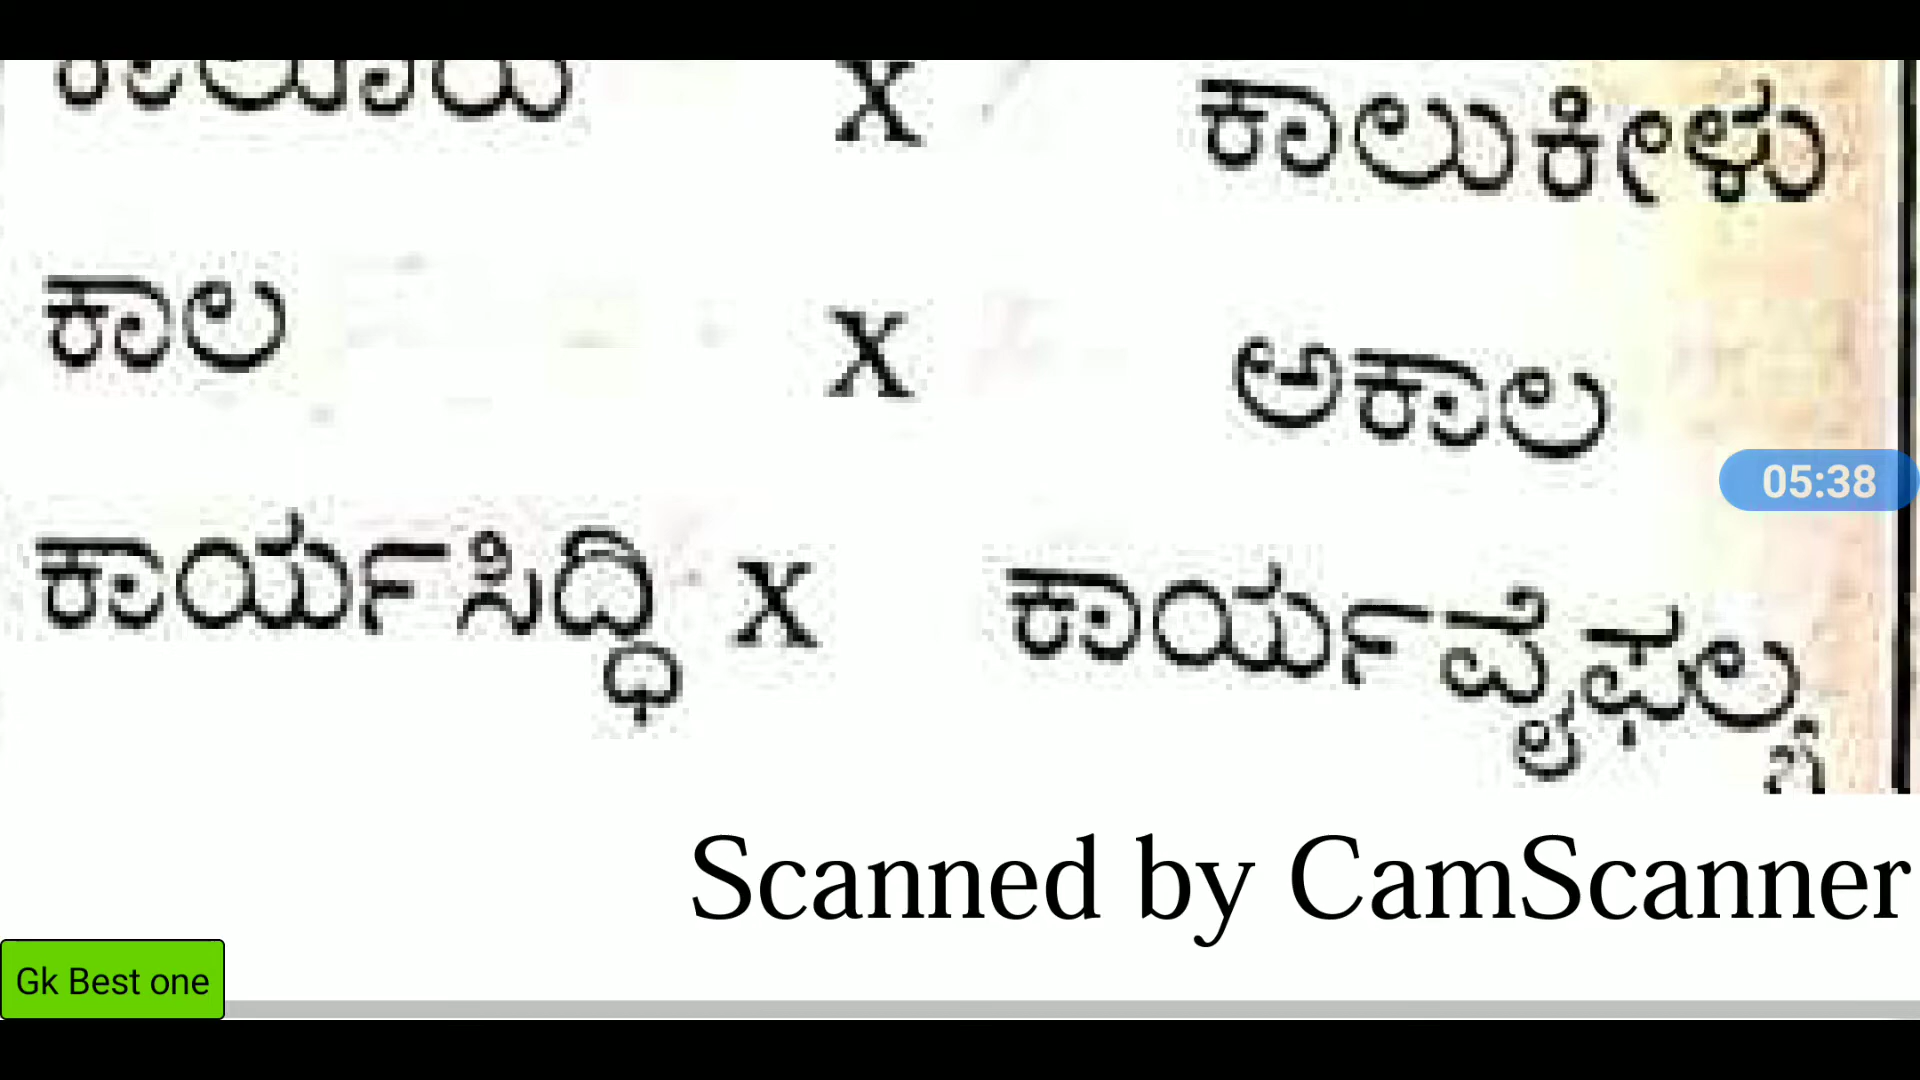 x ಕಾಲುಕೀಳು
ಕಾಲ x ಅಕಾಲ
ಕಾರ್ಯಸಿದ್ಧಿ x ಕಾರ್ಯವೈಫಲ್ಯ
05:38
Scanned by CamScanner
Gk Best one